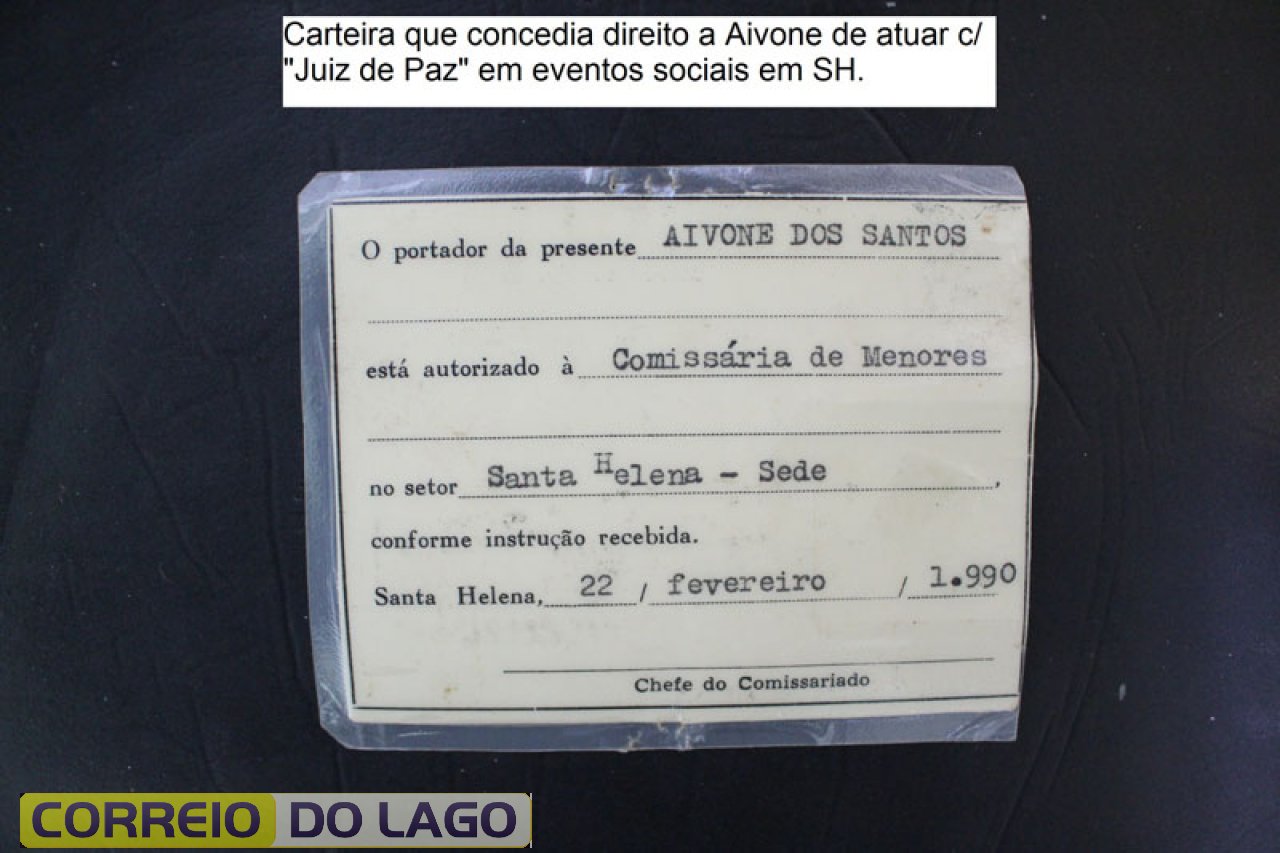 Carteira que concedia direito a Aivone de atuar c/
"Juiz de Paz" em eventos sociais em SH.
O portador da presente AIVONE DOS SANTOS
está autorizado à Comissária de Menores
no setor Santa Helena - Sede ,
conforme instrução recebida.
Santa Helena, 22 / fevereiro / 1.990
Chefe do Comissariado
CORREIO DO LAGO